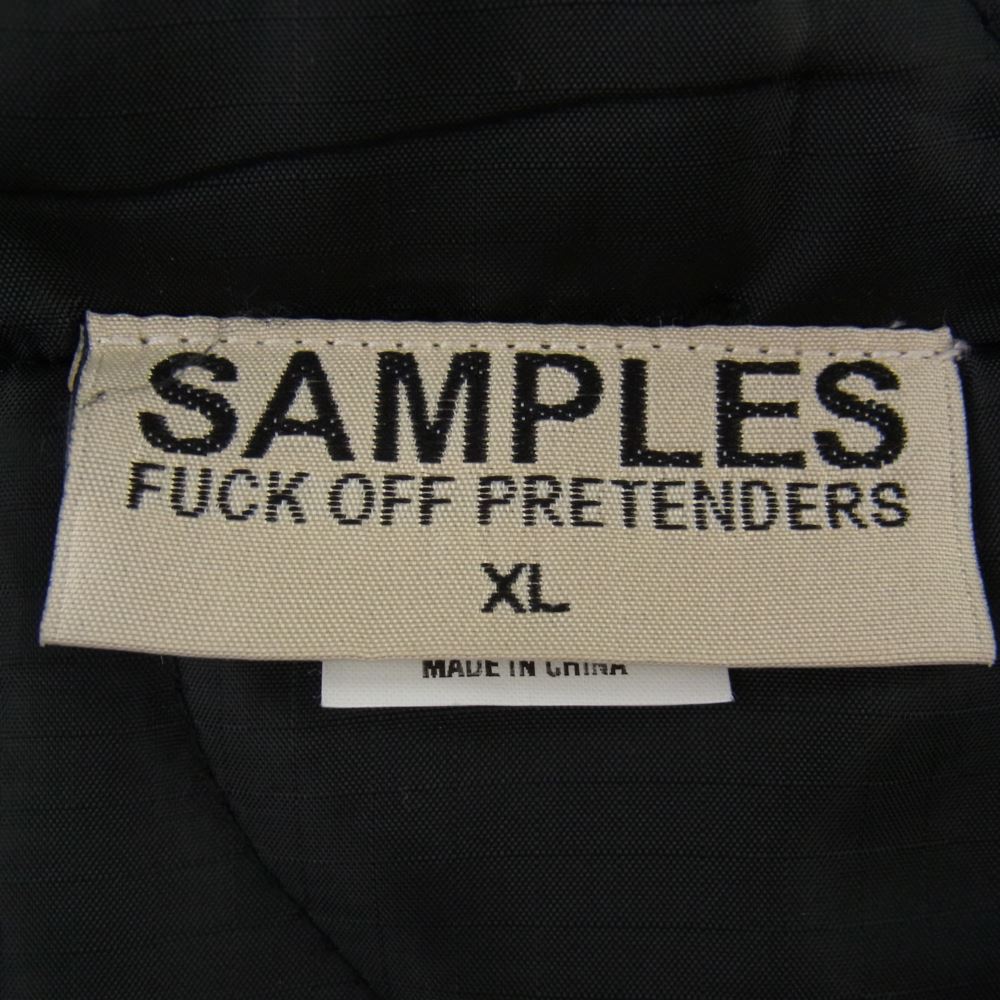 SAMPLES
FUCK OFF PRETENDERS
XL
MADE IN CHINA